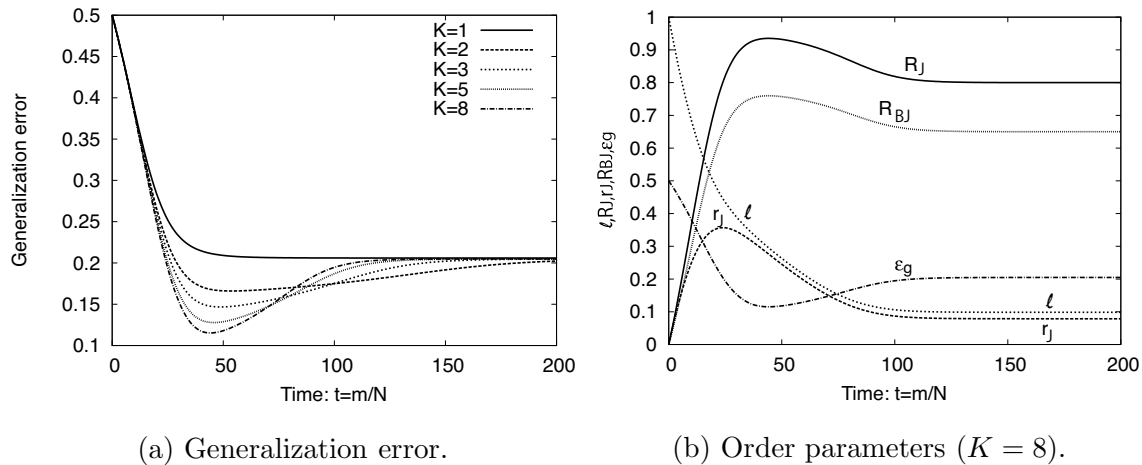 0.5
0.45
0.4
0.35
0.3
0.25
0.2
0.15
0.1
Generalization error
K=1
K=2
K=3
K=5
K=8
0 50 100 150 200
Time: t=m/N
(a) Generalization error.
1
0.9
0.8
0.7
0.6
0.5
0.4
0.3
0.2
0.1
0
ℓ,RJ,rJ,RBJ,εg
RJ
RBJ
rJ
ℓ
εg
ℓ
rJ
0 50 100 150 200
Time: t=m/N
(b) Order parameters (K = 8).